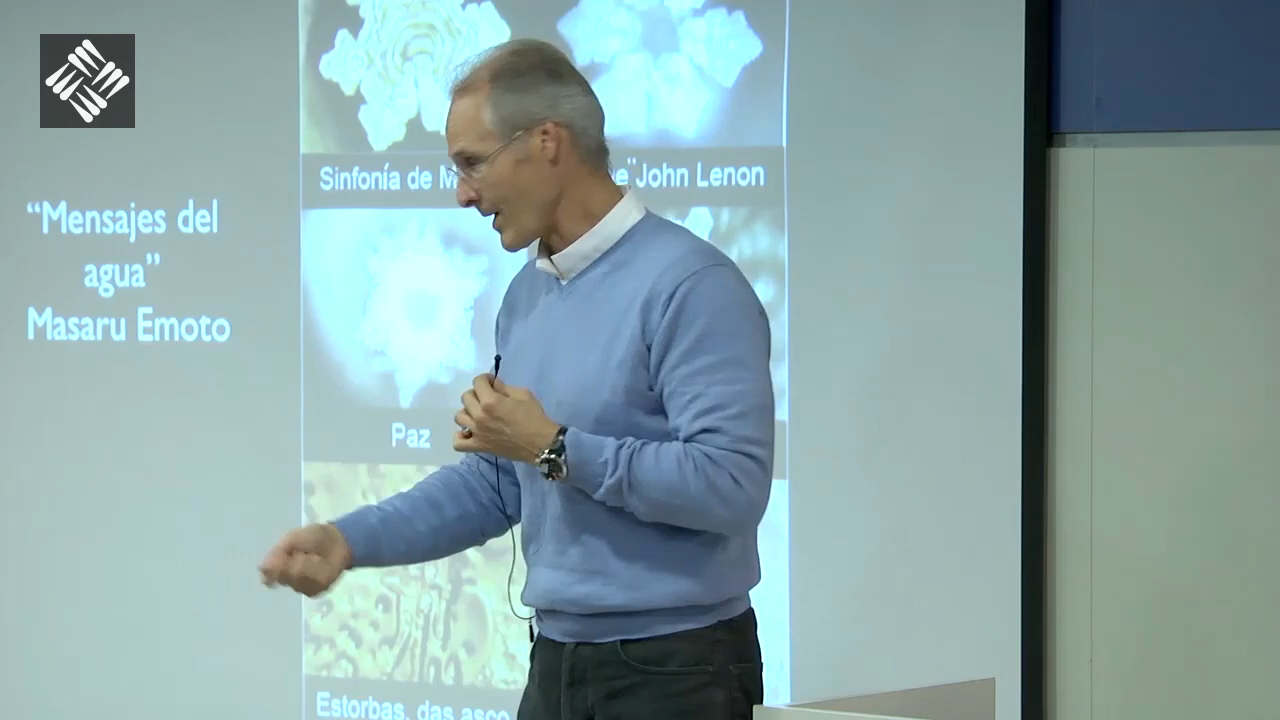 Sinfonía de
John Lenon
“Mensajes del
agua”
Masaru Emoto
Paz
Estorbas, das asco